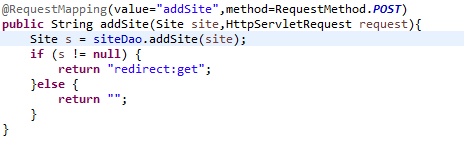 @RequestMapping(value="addSite",method=RequestMethod.POST)
public String addSite(Site site,HttpServletRequest request){
    Site s = siteDao.addSite(site);
    if (s != null) {
        return "redirect:get";
    }else {
        return "";
    }
}